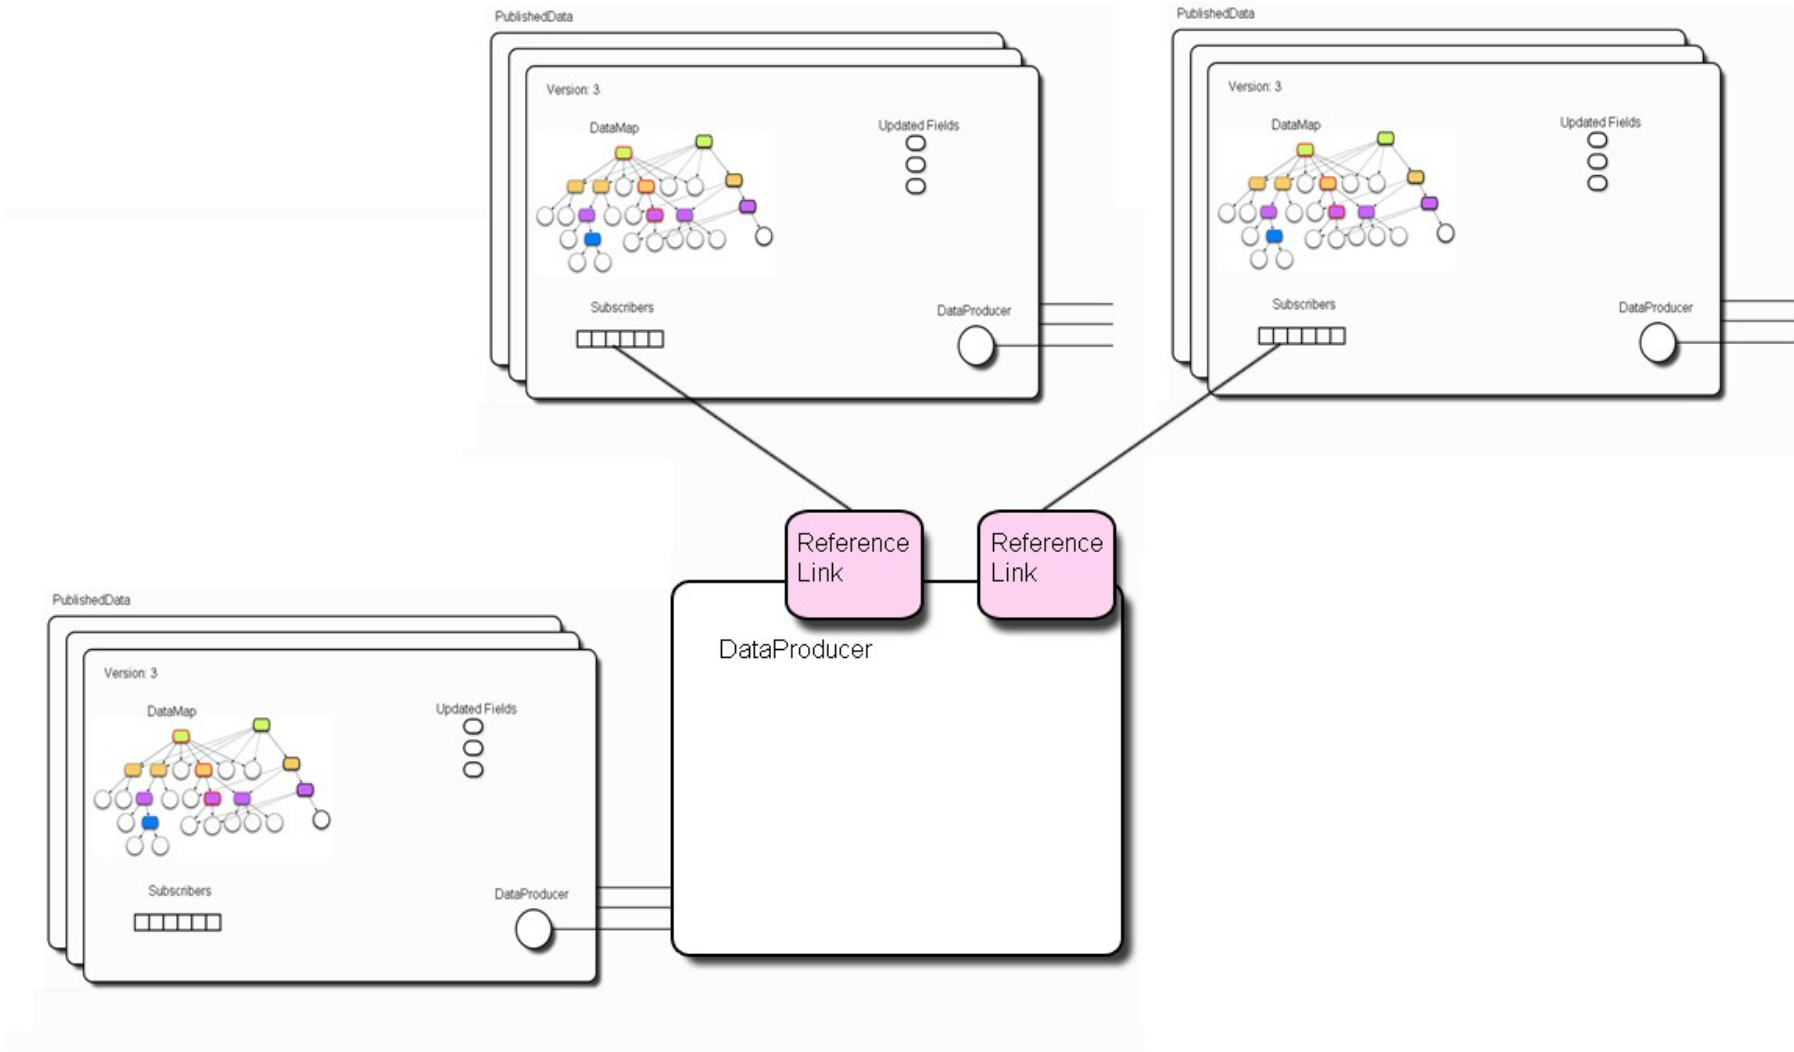 PublishedData
Version: 3
DataMap
Updated Fields
Subscribers
DataProducer
PublishedData
Version: 3
DataMap
Updated Fields
Subscribers
DataProducer
Reference
Link
Reference
Link
DataProducer
PublishedData
Version: 3
DataMap
Updated Fields
Subscribers
DataProducer